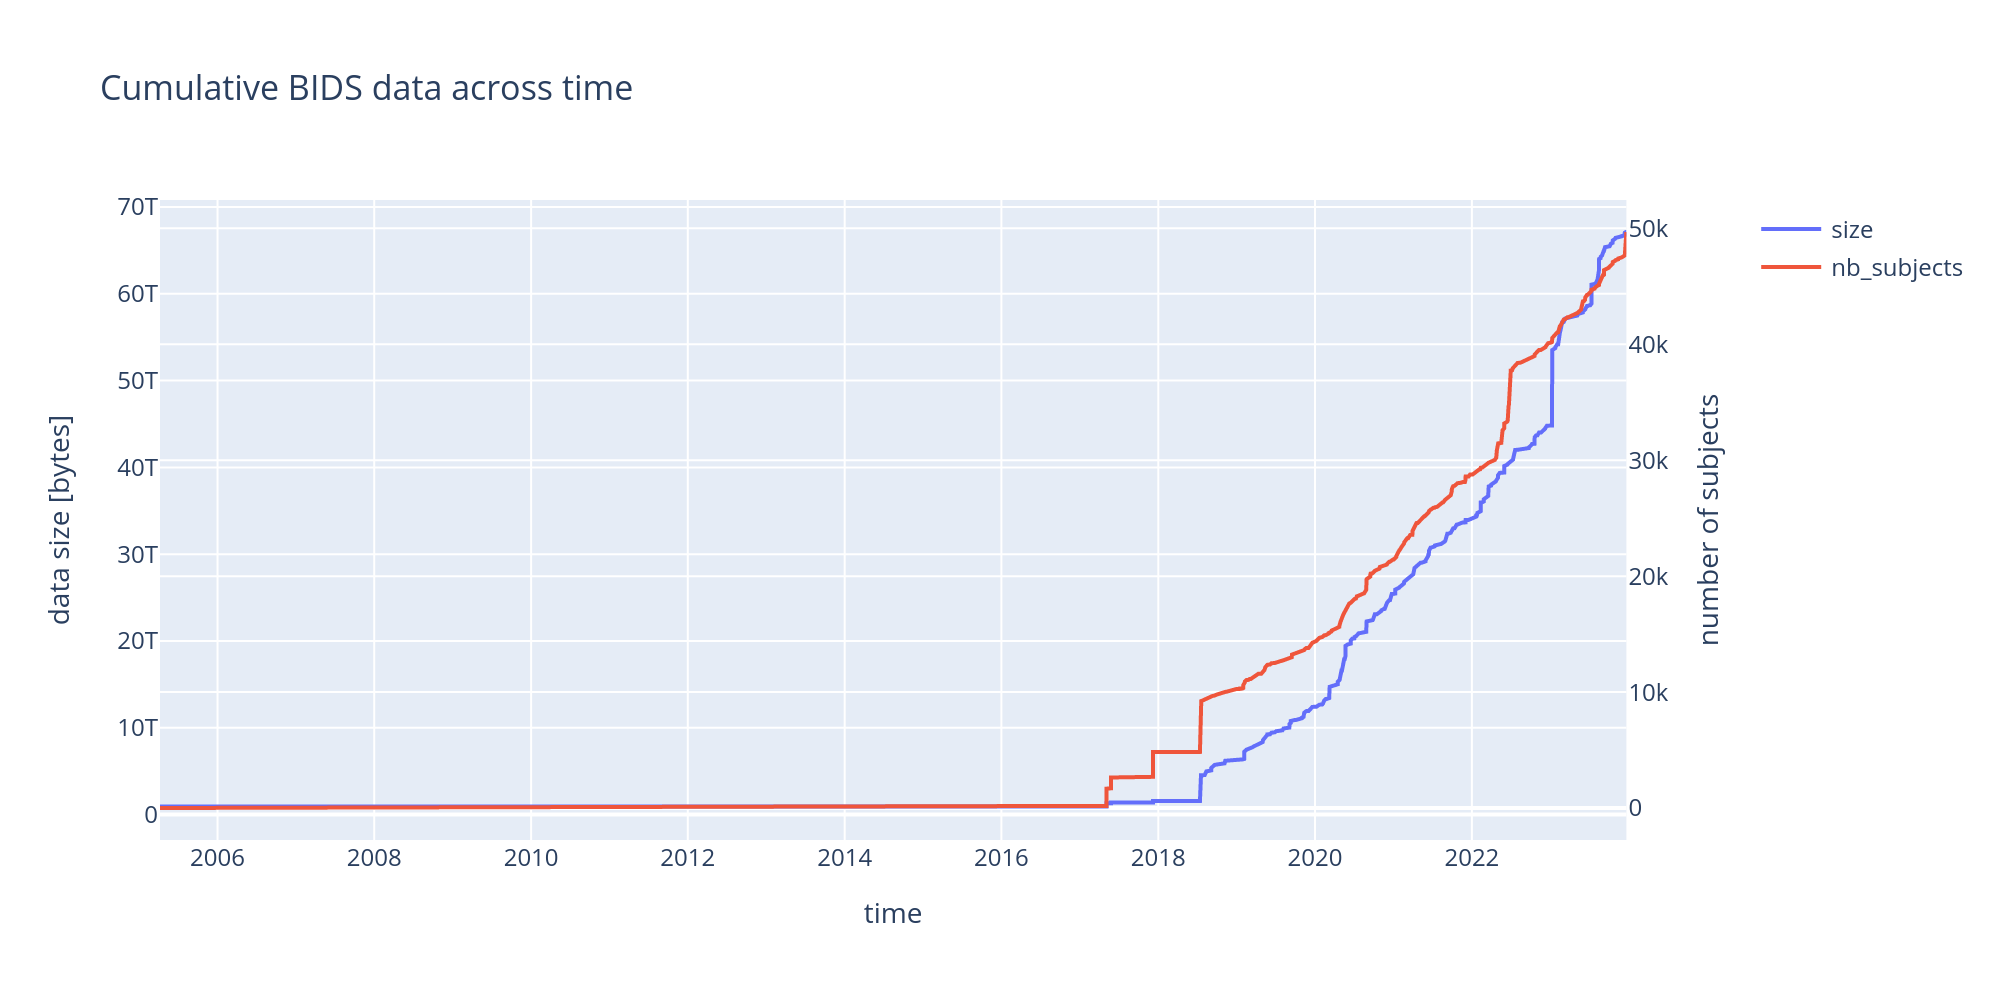 Cumulative BIDS data across time
70T
60T
50T
40T
30T
20T
10T
0
data size [bytes]
50k
40k
30k
20k
10k
0
number of subjects
size
nb_subjects
2006 2008 2010 2012 2014 2016 2018 2020 2022
time